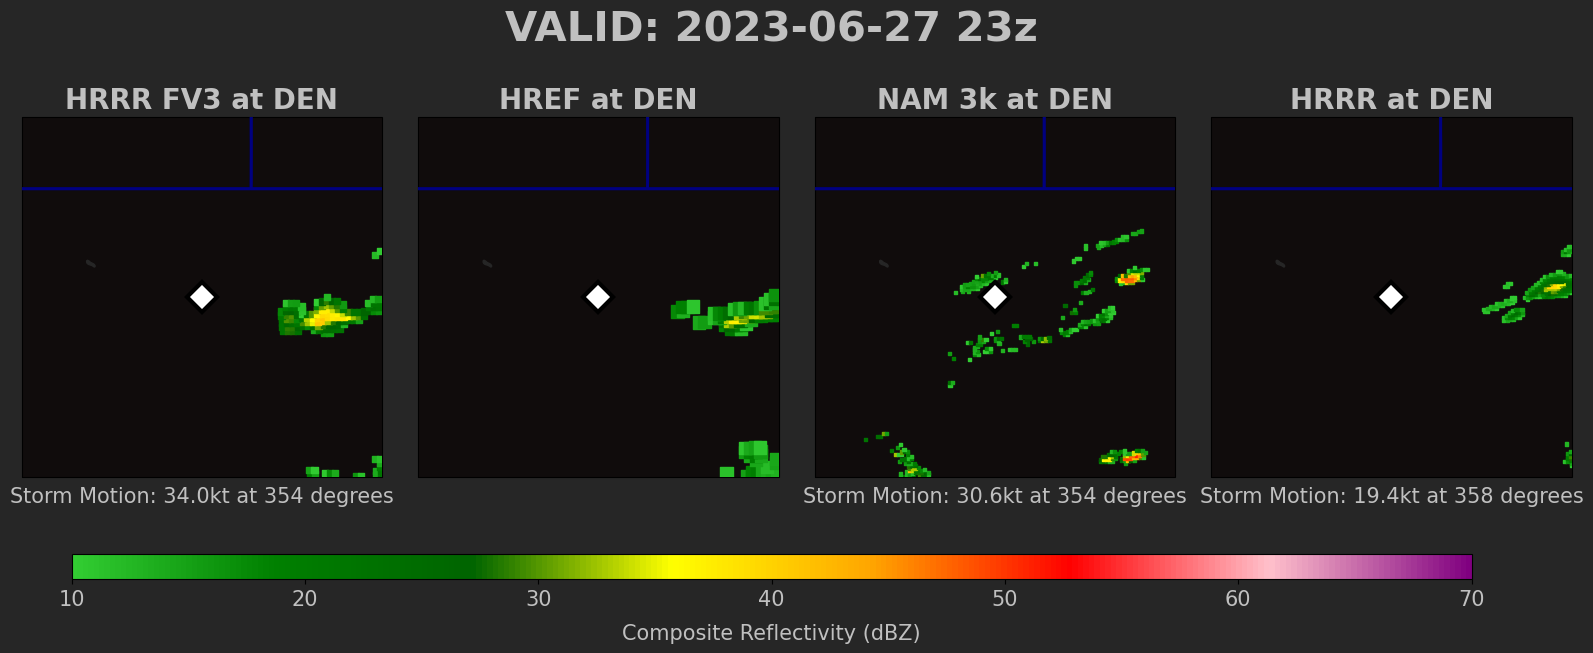 VALID: 2023-06-27 23z
HRRR FV3 at DEN
HREF at DEN
NAM 3k at DEN
HRRR at DEN
Storm Motion: 34.0kt at 354 degrees
Storm Motion: 30.6kt at 354 degrees
Storm Motion: 19.4kt at 358 degrees
10 20 30 40 50 60 70
Composite Reflectivity (dBZ)